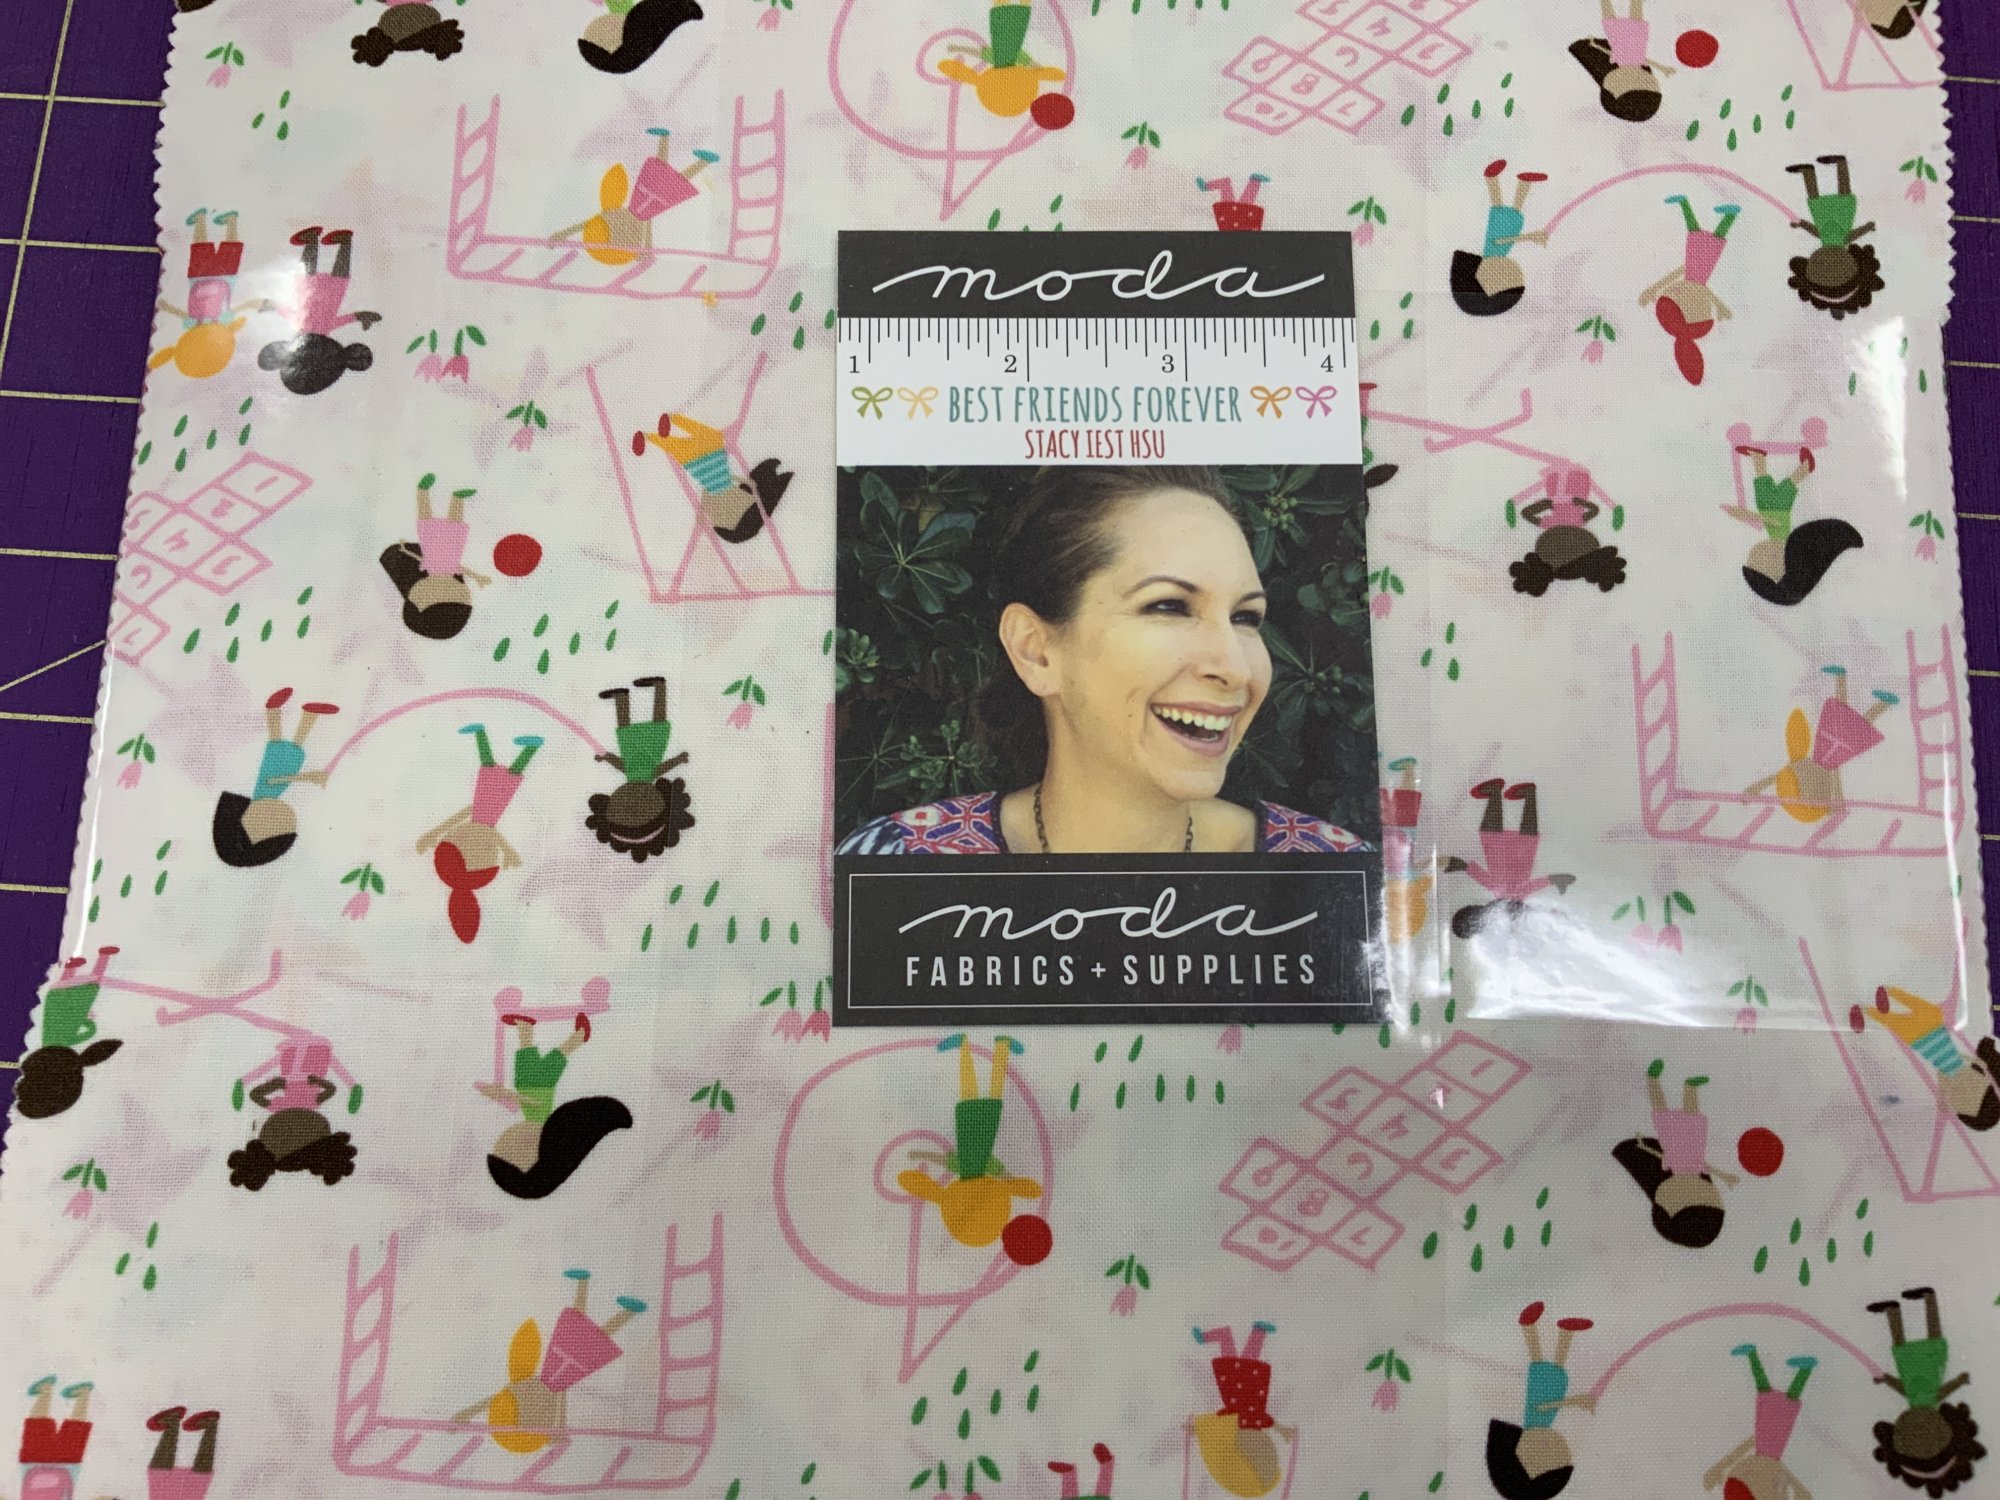 moda
1 2 3 4
BEST FRIENDS FOREVER
STACY IEST HSU
moda
FABRICS + SUPPLIES